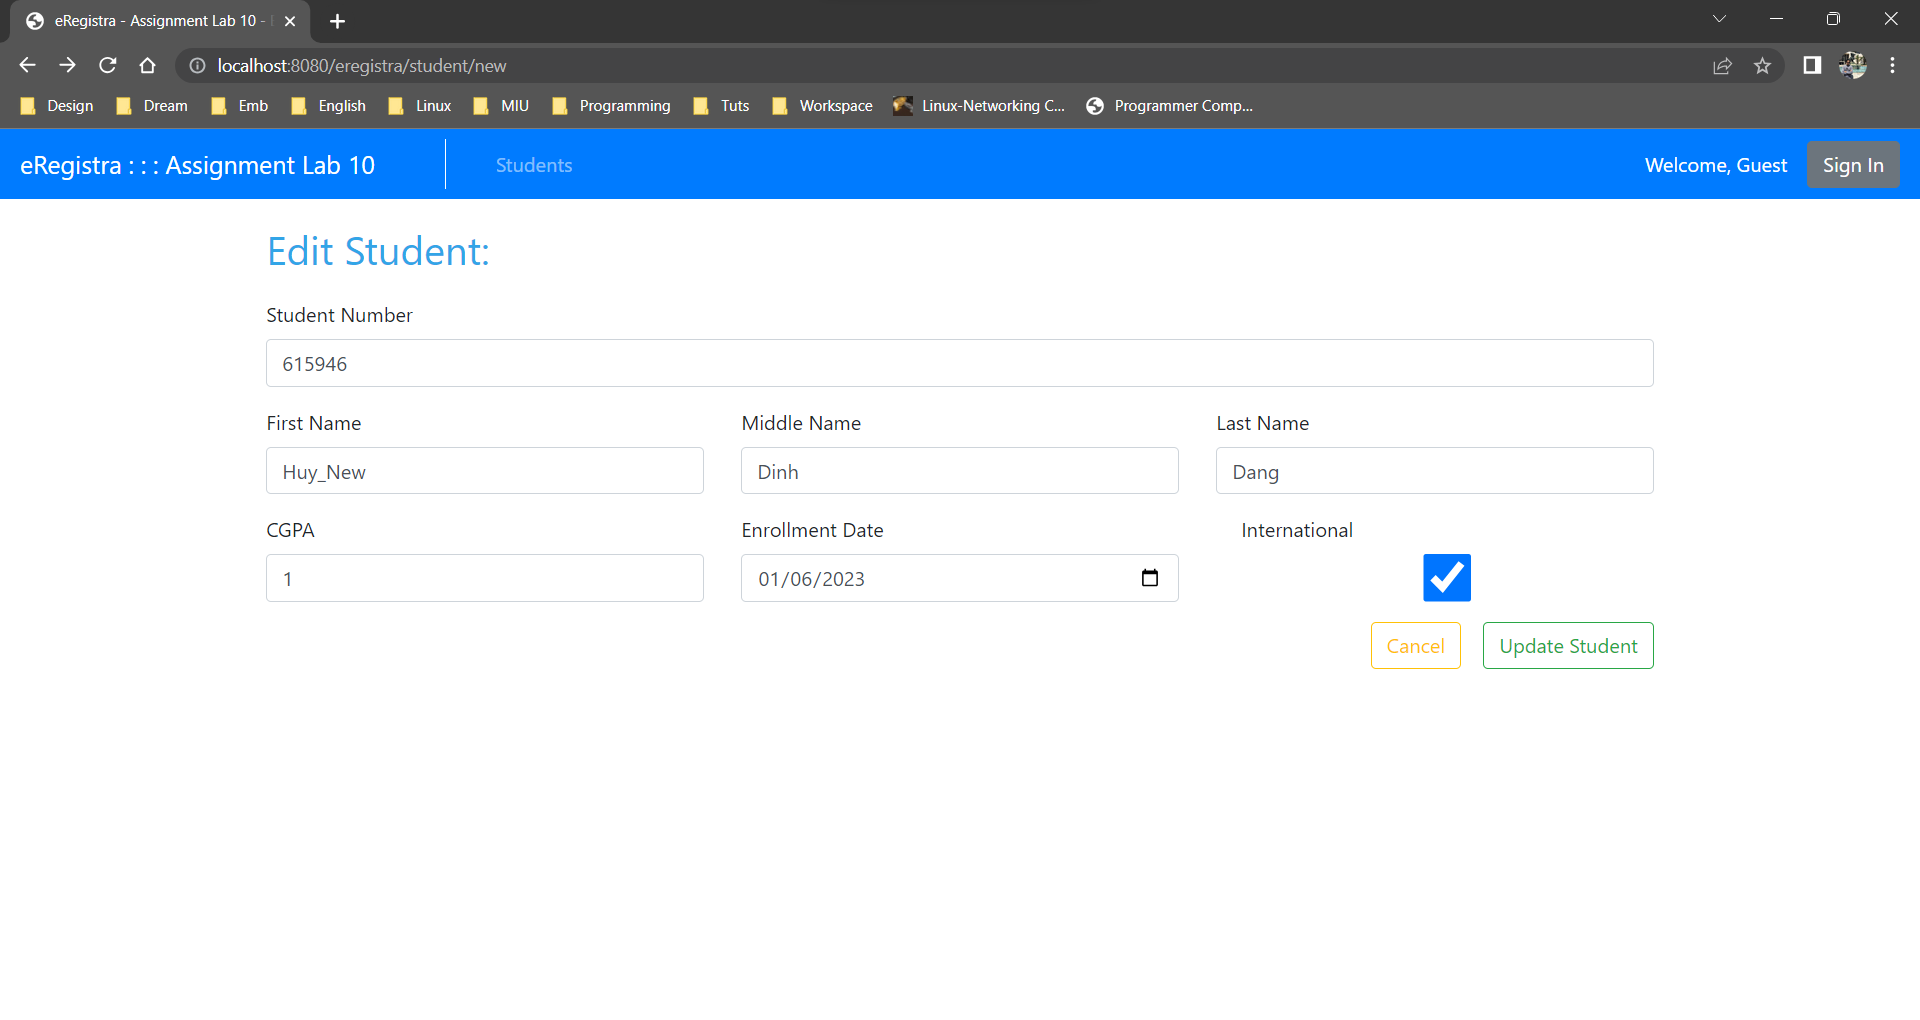 eRegistra - Assignment Lab 10 -
localhost:8080/eregistra/student/new
Design Dream Emb English Linux MIU Programming Tuts Workspace Linux-Networking C... Programmer Comp...
eRegistra : : : Assignment Lab 10 Students Welcome, Guest Sign In
Edit Student:
Student Number
615946
First Name Middle Name Last Name
Huy_New Dinh Dang
CGPA Enrollment Date International
1 01/06/2023
Cancel Update Student